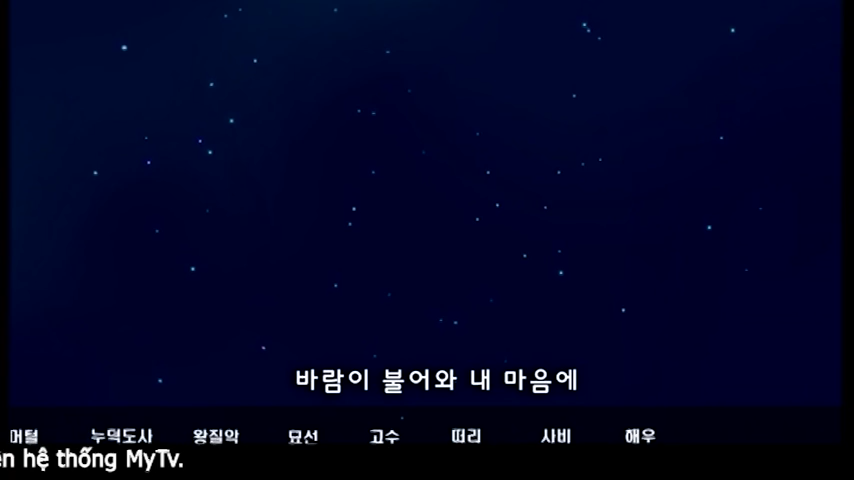 바람이 불어와 내 마음에
머털 누덕도사 왕질악 묘선 고수 떠리 사비 해우
hệ thống MyTv.